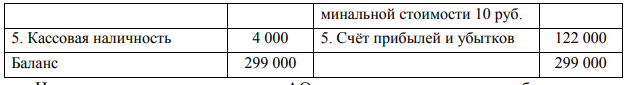 минальной стоимости 10 руб.
5. Кассовая наличность 4 000 5. Счёт прибылей и убытков 122 000
Баланс 299 000 299 000